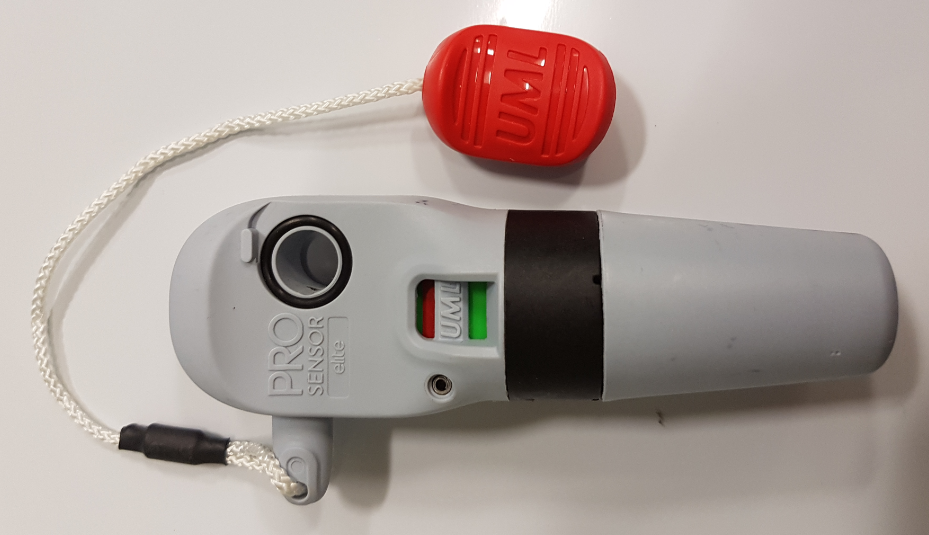 UML
PRO
SENSOR
elite
UML